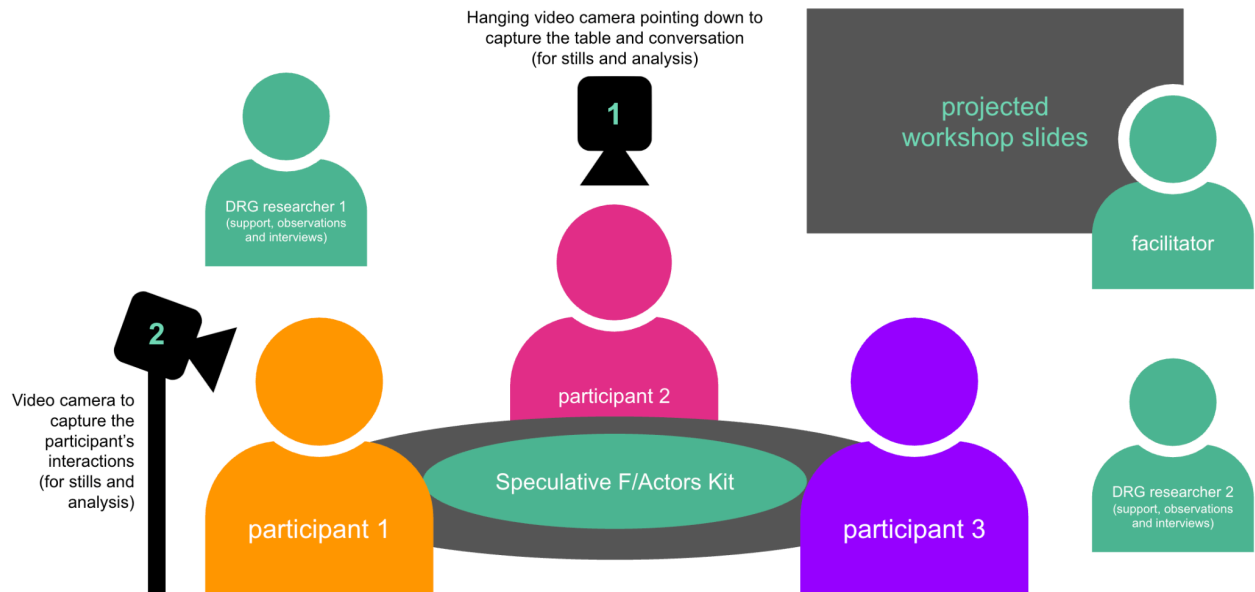 Hanging video camera pointing down to
capture the table and conversation
(for stills and analysis)
1
projected
workshop slides
DRG researcher 1
(support, observations
and interviews)
facilitator
2
Video camera to
capture the
participant's
interactions
(for stills and
analysis)
participant 2
Speculative F/Actors Kit
participant 1
participant 3
DRG researcher 2
(support, observations
and interviews)